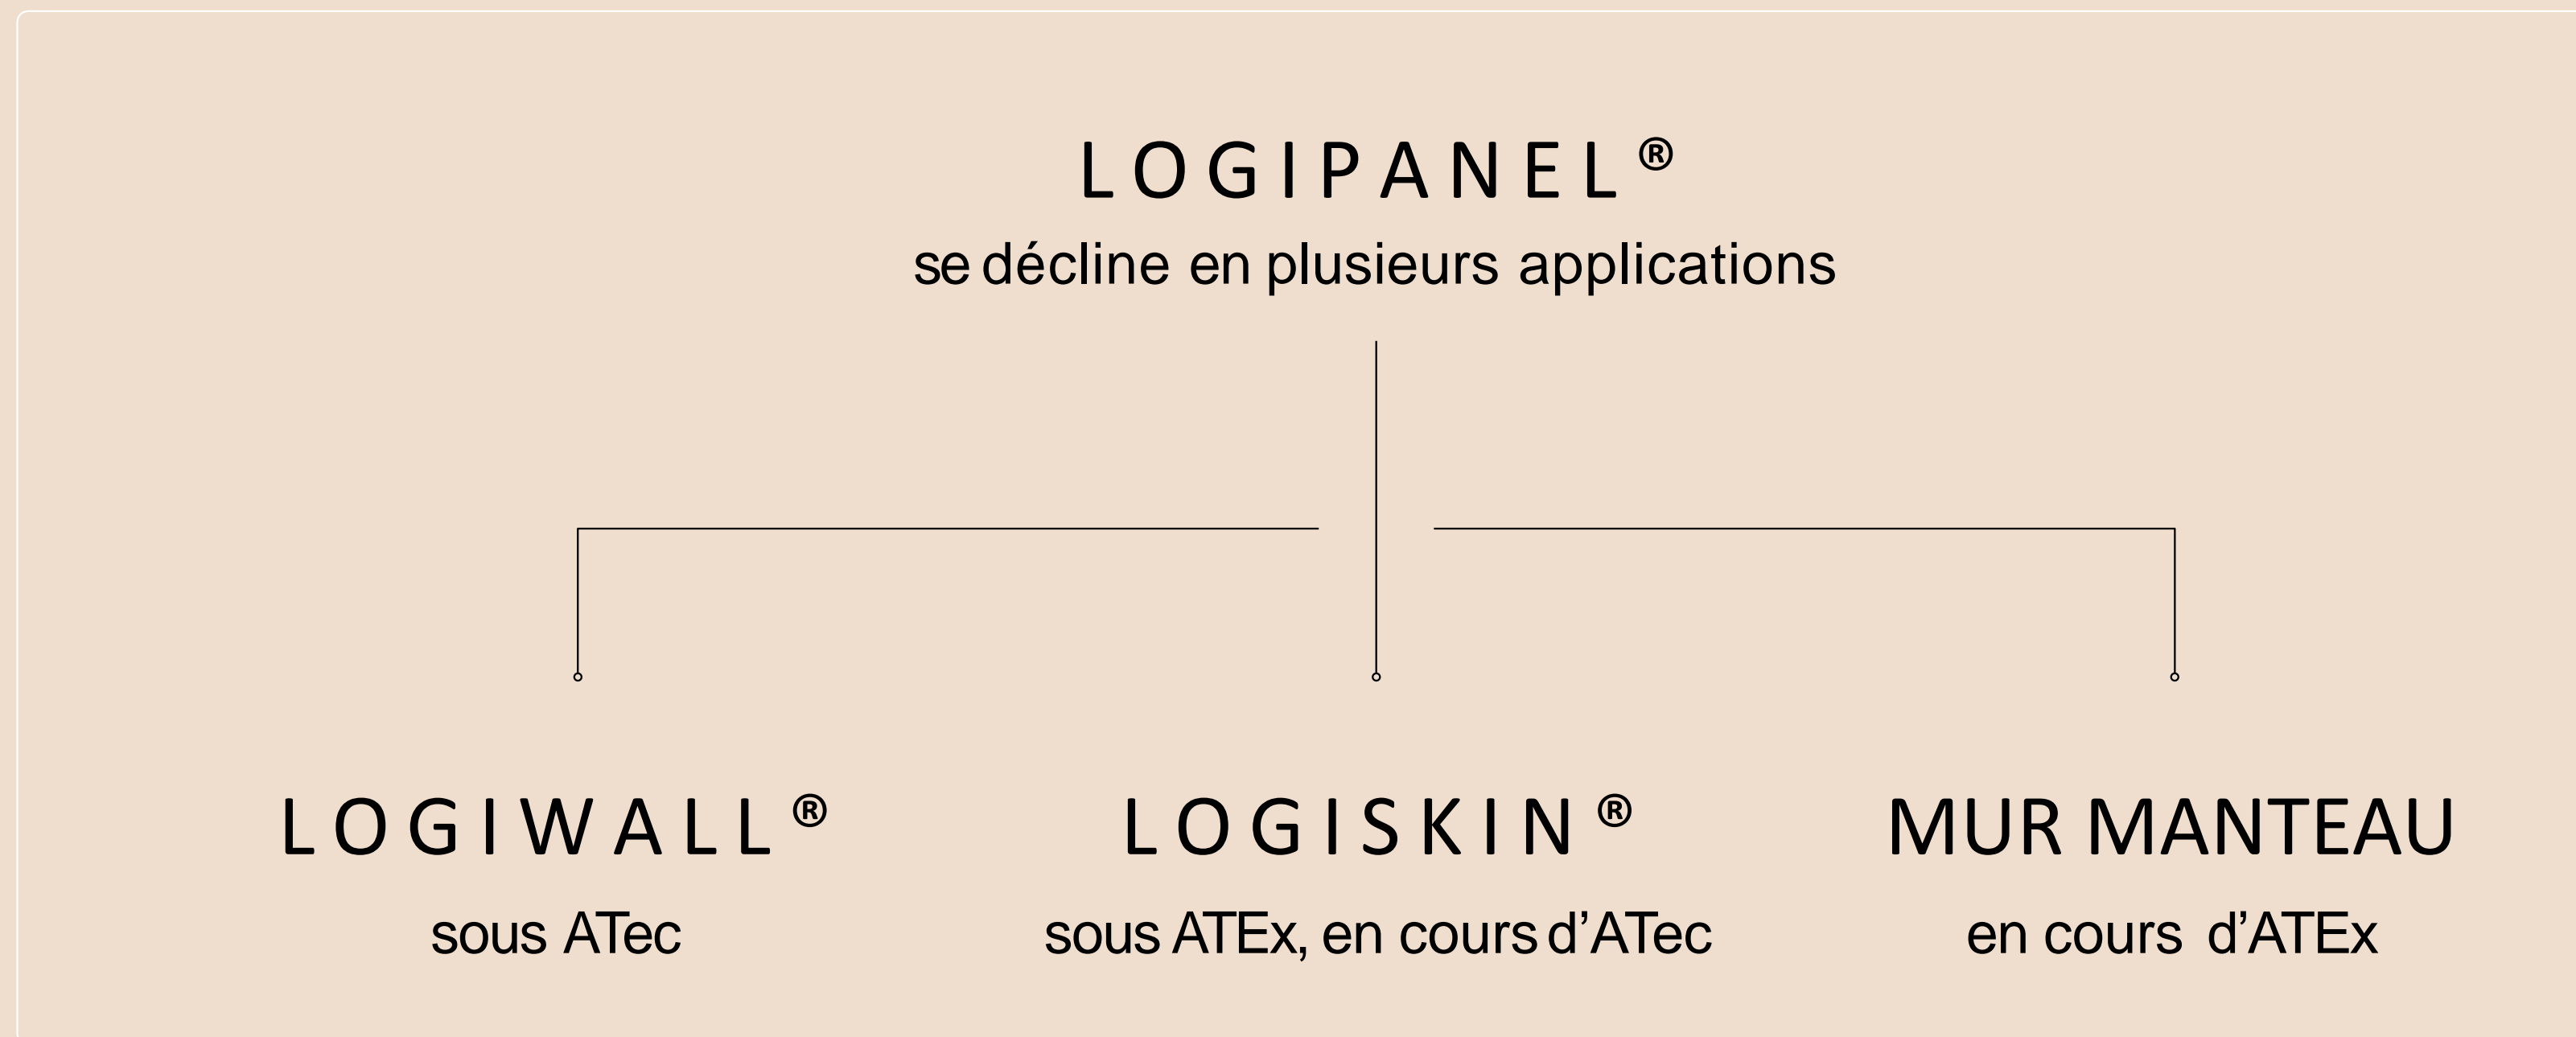 LOGIPANEL®
se décline en plusieurs applications
LOGIWALL®
sous ATec
LOGISKIN®
sous ATEx, en cours d’ATec
MUR MANTEAU
en cours d’ATEx